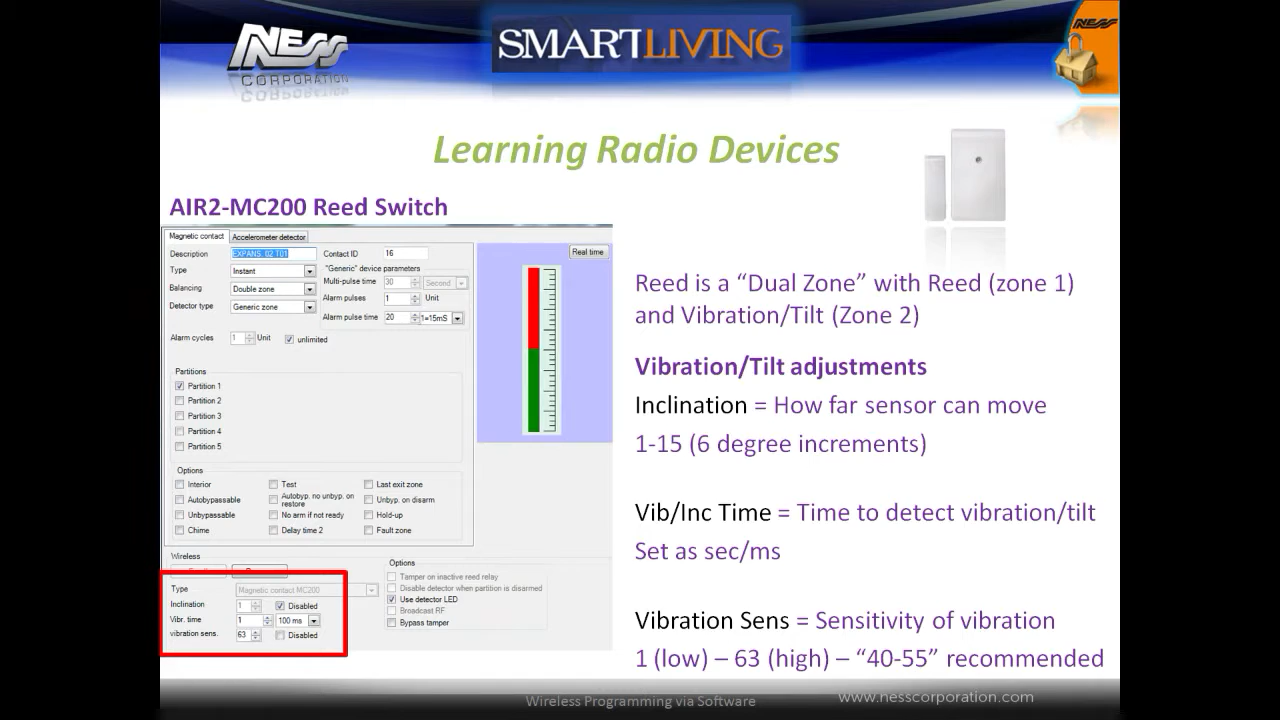 NESS
CORPORATION
SMARTLIVING
NESS
Learning Radio Devices
AIR2-MC200 Reed Switch
Magnetic contact
Accelerometer detector
Description
EXPANS. 02 T01
Contact ID
16
Real time
Type
Instant
"Generic" device parameters
Multi-pulse time
30
Second
Balancing
Double zone
Alarm pulses
1
Unit
Detector type
Generic zone
Alarm pulse time
20
1=15mS
Alarm cycles
1
Unit
unlimited
Partitions
Partition 1
Partition 2
Partition 3
Partition 4
Partition 5
Options
Interior
Test
Last exit zone
Autobypassable
Autobyp. no unbyp. on
restore
Unbyp. on disarm
Unbypassable
No arm if not ready
Hold-up
Chime
Delay time 2
Fault zone
Wireless
Type
Magnetic contact MC200
Inclination
1
Disabled
Vibr. time
1
100 ms
vibration sens.
63
Disabled
Options
Tamper on inactive reed relay
Disable detector when partition is disarmed
Use detector LED
Broadcast RF
Bypass tamper
Reed is a “Dual Zone” with Reed (zone 1)
and Vibration/Tilt (Zone 2)
Vibration/Tilt adjustments
Inclination = How far sensor can move
1-15 (6 degree increments)
Vib/Inc Time = Time to detect vibration/tilt
Set as sec/ms
Vibration Sens = Sensitivity of vibration
1 (low) – 63 (high) – “40-55” recommended
Wireless Programming via Software
www.nesscorporation.com